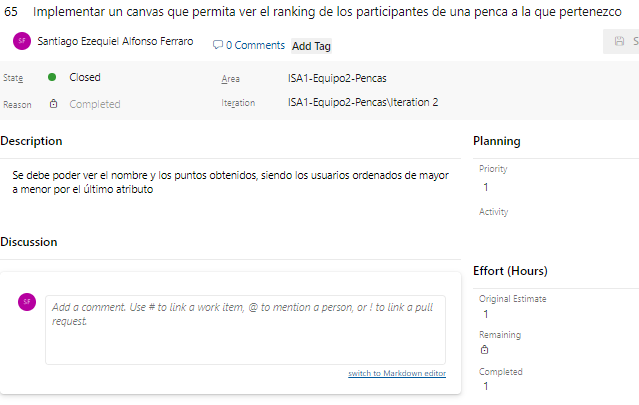 65 Implementar un canvas que permita ver el ranking de los participantes de una penca a la que pertenezco
SF Santiago Ezequiel Alfonso Ferraro 0 Comments Add Tag S
State Closed Area ISA1-Equipo2-Pencas
Reason Completed Iteration ISA1-Equipo2-Pencas\Iteration 2
Description
Se debe poder ver el nombre y los puntos obtenidos, siendo los usuarios ordenados de mayor
a menor por el último atributo
Discussion
SF
Add a comment. Use # to link a work item, @ to mention a person, or ! to link a pull
request.
switch to Markdown editor
Planning
Priority
1
Activity
Effort (Hours)
Original Estimate
1
Remaining
Completed
1